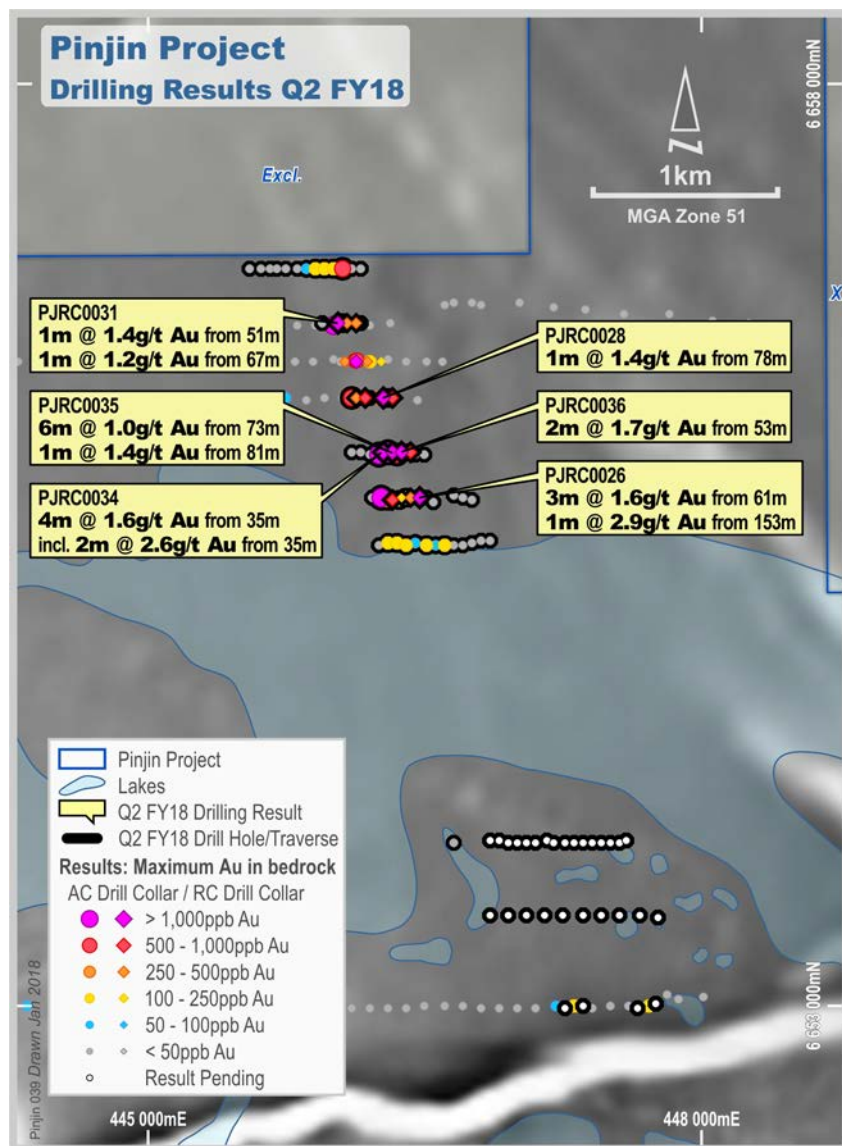 Pinjin Project
Drilling Results Q2 FY18
6 658 000mN
Excl.
1km
MGA Zone 51
X
PJRC0031
1m @ 1.4g/t Au from 51m
1m @ 1.2g/t Au from 67m
PJRC0028
1m @ 1.4g/t Au from 78m
PJRC0035
6m @ 1.0g/t Au from 73m
1m @ 1.4g/t Au from 81m
PJRC0036
2m @ 1.7g/t Au from 53m
PJRC0034
4m @ 1.6g/t Au from 35m
incl. 2m @ 2.6g/t Au from 35m
PJRC0026
3m @ 1.6g/t Au from 61m
1m @ 2.9g/t Au from 153m
Pinjin Project
Lakes
Q2 FY18 Drilling Result
Q2 FY18 Drill Hole/Traverse
Results: Maximum Au in bedrock
AC Drill Collar / RC Drill Collar
> 1,000ppb Au
500 - 1,000ppb Au
250 - 500ppb Au
100 - 250ppb Au
50 - 100ppb Au
< 50ppb Au
Result Pending
Pinjin 039 Drawn Jan 2018
6 653 000mN
445 000mE
448 000mE